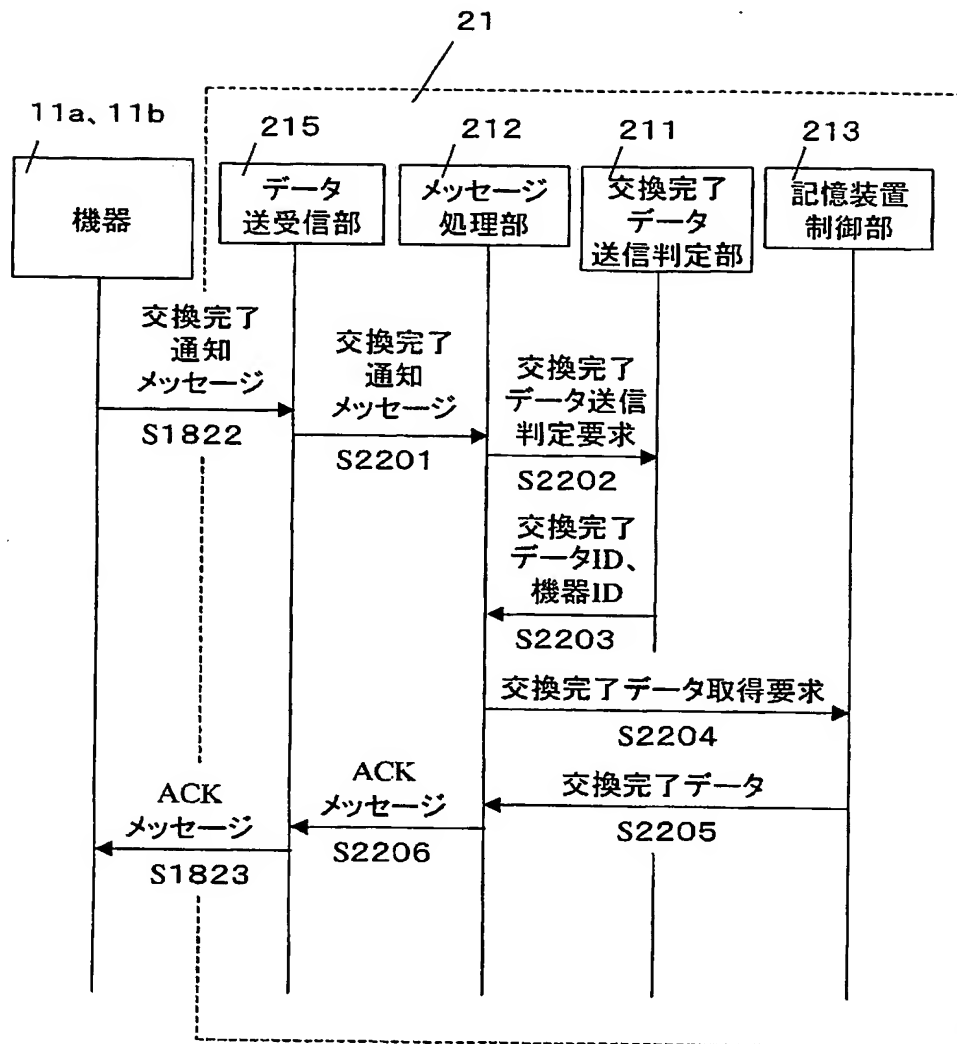 21
11a、11b
215
212
211
213
機器
データ
送受信部
メッセージ
処理部
交換完了
データ
送信判定部
記憶装置
制御部
交換完了
通知
メッセージ
S1822
交換完了
通知
メッセージ
S2201
交換完了
データ送信
判定要求
S2202
交換完了
データID、
機器ID
S2203
交換完了データ取得要求
S2204
交換完了データ
S2205
ACK
メッセージ
S2206
ACK
メッセージ
S1823